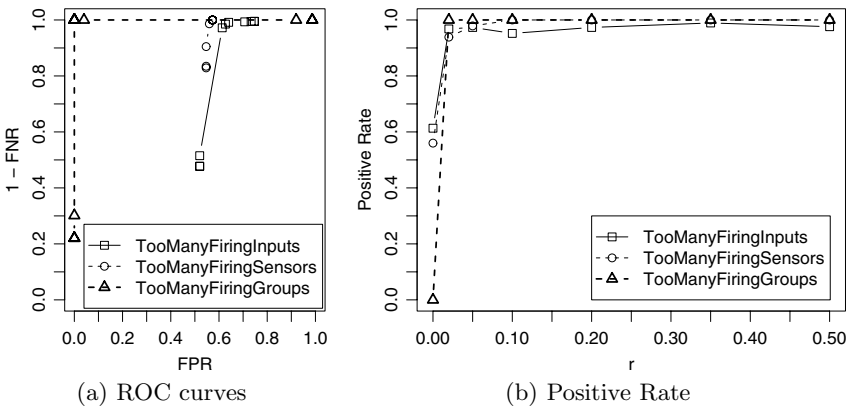 1 − FNR
0.0 0.2 0.4 0.6 0.8 1.0
TooManyFiringInputs
TooManyFiringSensors
TooManyFiringGroups
0.0 0.2 0.4 0.6 0.8 1.0
FPR
(a) ROC curves
Positive Rate
0.0 0.2 0.4 0.6 0.8 1.0
TooManyFiringInputs
TooManyFiringSensors
TooManyFiringGroups
0.00 0.10 0.20 0.30 0.40 0.50
r
(b) Positive Rate